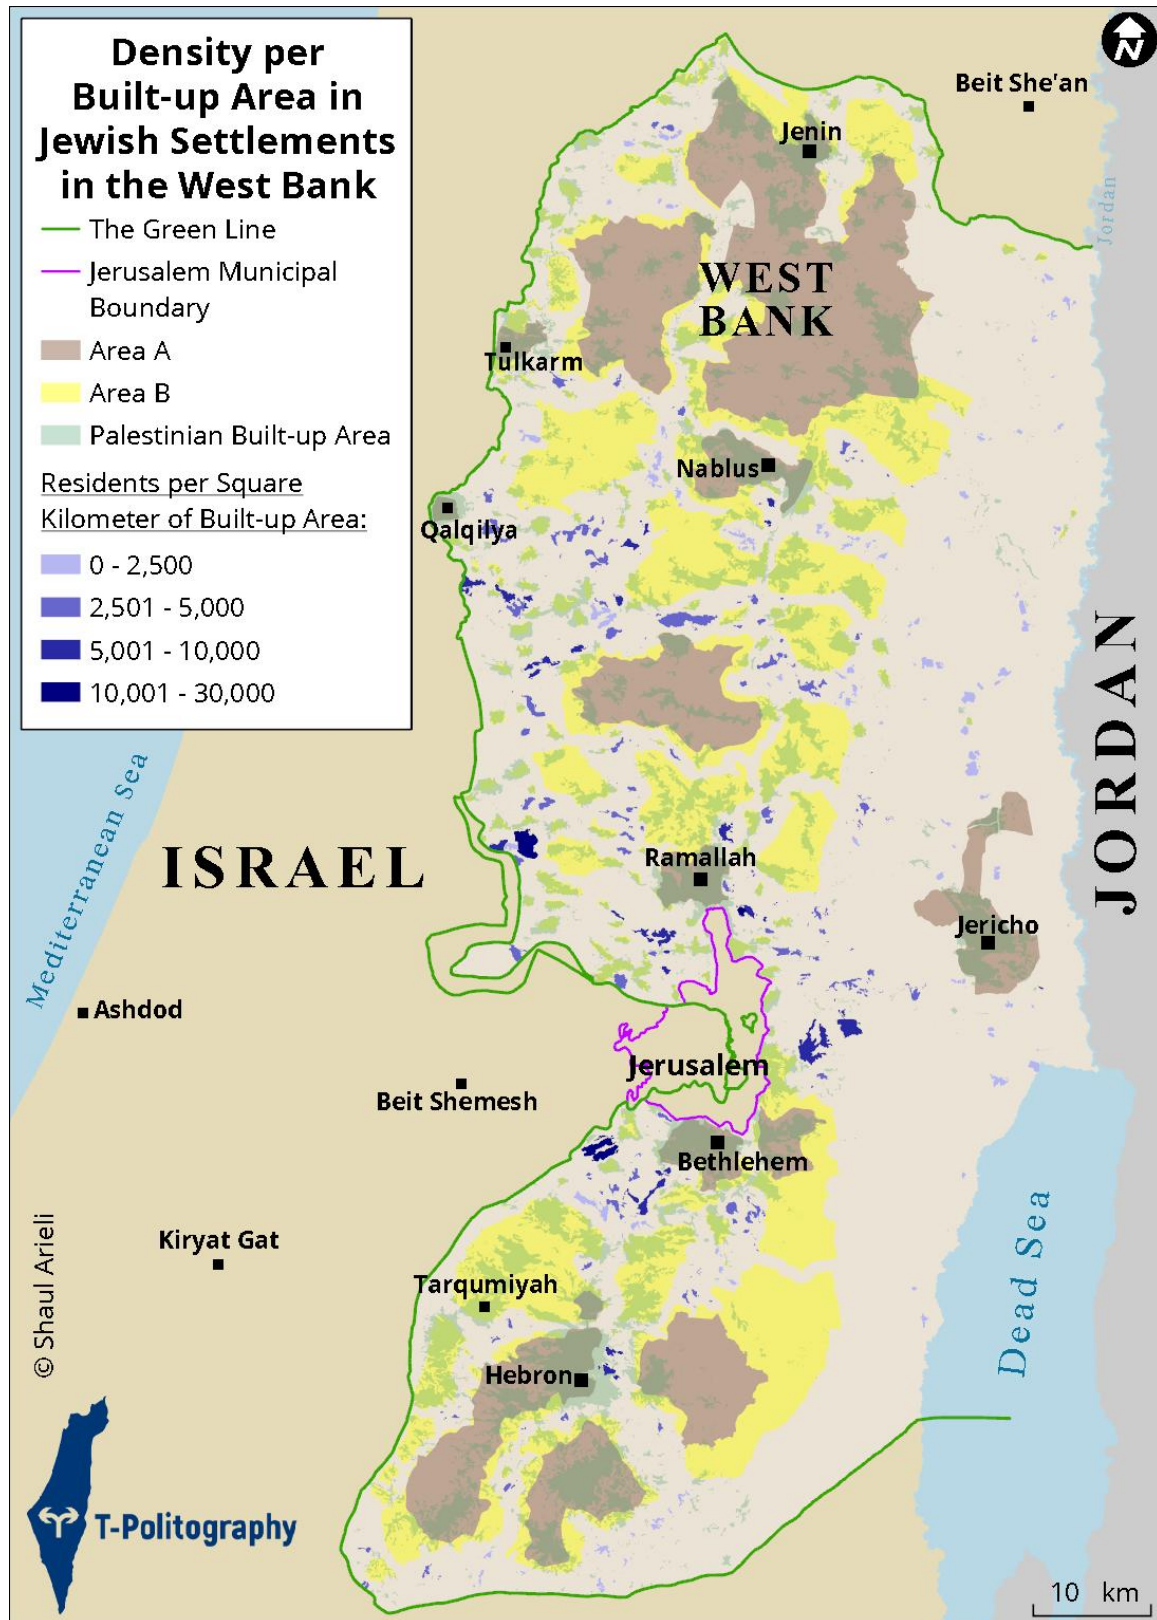 Density per
Built-up Area in
Jewish Settlements
in the West Bank
The Green Line
Jerusalem Municipal
Boundary
Area A
Area B
Palestinian Built-up Area
Residents per Square
Kilometer of Built-up Area:
0 - 2,500
2,501 - 5,000
5,001 - 10,000
10,001 - 30,000
N
Beit She'an
Jenin
Jordan
WEST
BANK
Tulkarm
Nablus
Qalqilya
JORDAN
Mediterranean Sea
ISRAEL
Ramallah
Jericho
Ashdod
Jerusalem
Beit Shemesh
Bethlehem
Dead Sea
Kiryat Gat
Tarqumiyah
© Shaul Arieli
Hebron
T-Politography
10 km